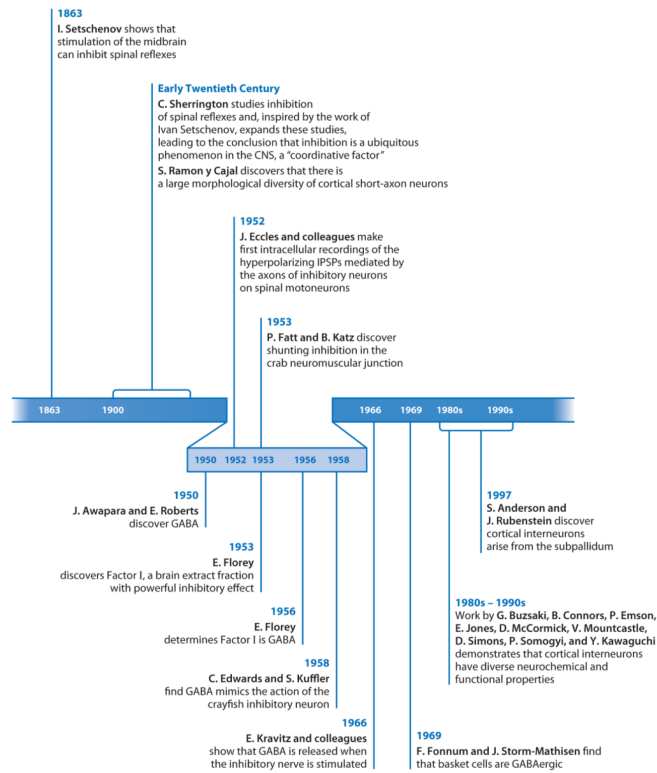 1863
I. Setschenov shows that
stimulation of the midbrain
can inhibit spinal reflexes
Early Twentieth Century
C. Sherrington studies inhibition
of spinal reflexes and, inspired by the work of
Ivan Setschenov, expands these studies,
leading to the conclusion that inhibition is a ubiquitous
phenomenon in the CNS, a “coordinative factor”
S. Ramon y Cajal discovers that there is
a large morphological diversity of cortical short-axon neurons
1952
J. Eccles and colleagues make
first intracellular recordings of the
hyperpolarizing IPSPs mediated by
the axons of inhibitory neurons
on spinal motoneurons
1953
P. Fatt and B. Katz discover
shunting inhibition in the
crab neuromuscular junction
1863 1900 1966 1969 1980s 1990s
1950 1952 1953 1956 1958
1950
J. Awapara and E. Roberts
discover GABA
1953
E. Florey
discovers Factor I, a brain extract fraction
with powerful inhibitory effect
1956
E. Florey
determines Factor I is GABA
1958
C. Edwards and S. Kuffler
find GABA mimics the action of the
crayfish inhibitory neuron
1966
E. Kravitz and colleagues
show that GABA is released when
the inhibitory nerve is stimulated
1997
S. Anderson and
J. Rubenstein discover
cortical interneurons
arise from the subpallidum
1980s – 1990s
Work by G. Buzsaki, B. Connors, P. Emson,
E. Jones, D. McCormick, V. Mountcastle,
D. Simons, P. Somogyi, and Y. Kawaguchi
demonstrates that cortical interneurons
have diverse neurochemical and
functional properties
1969
F. Fonnum and J. Storm-Mathisen find
that basket cells are GABAergic